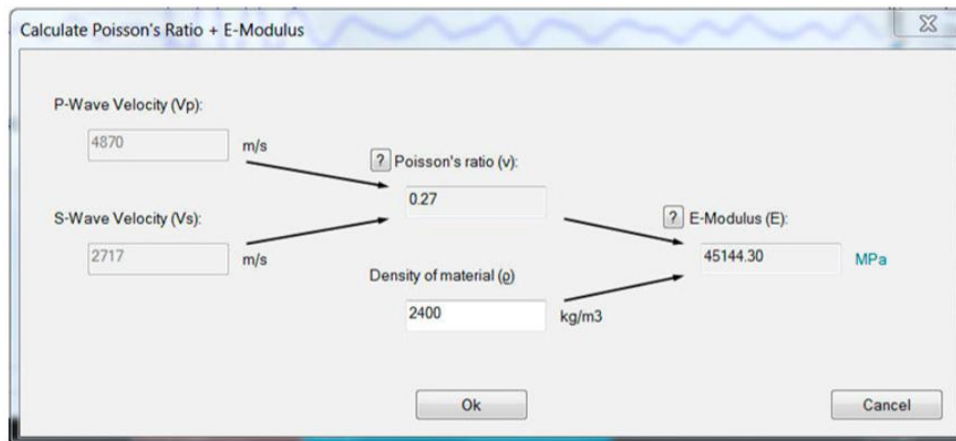 Calculate Poisson's Ratio + E-Modulus
P-Wave Velocity (Vp):
4870 m/s
? Poisson's ratio (v):
0.27
S-Wave Velocity (Vs):
? E-Modulus (E):
2717 m/s
45144.30 MPa
Density of material (ϱ)
2400 kg/m3
Ok Cancel